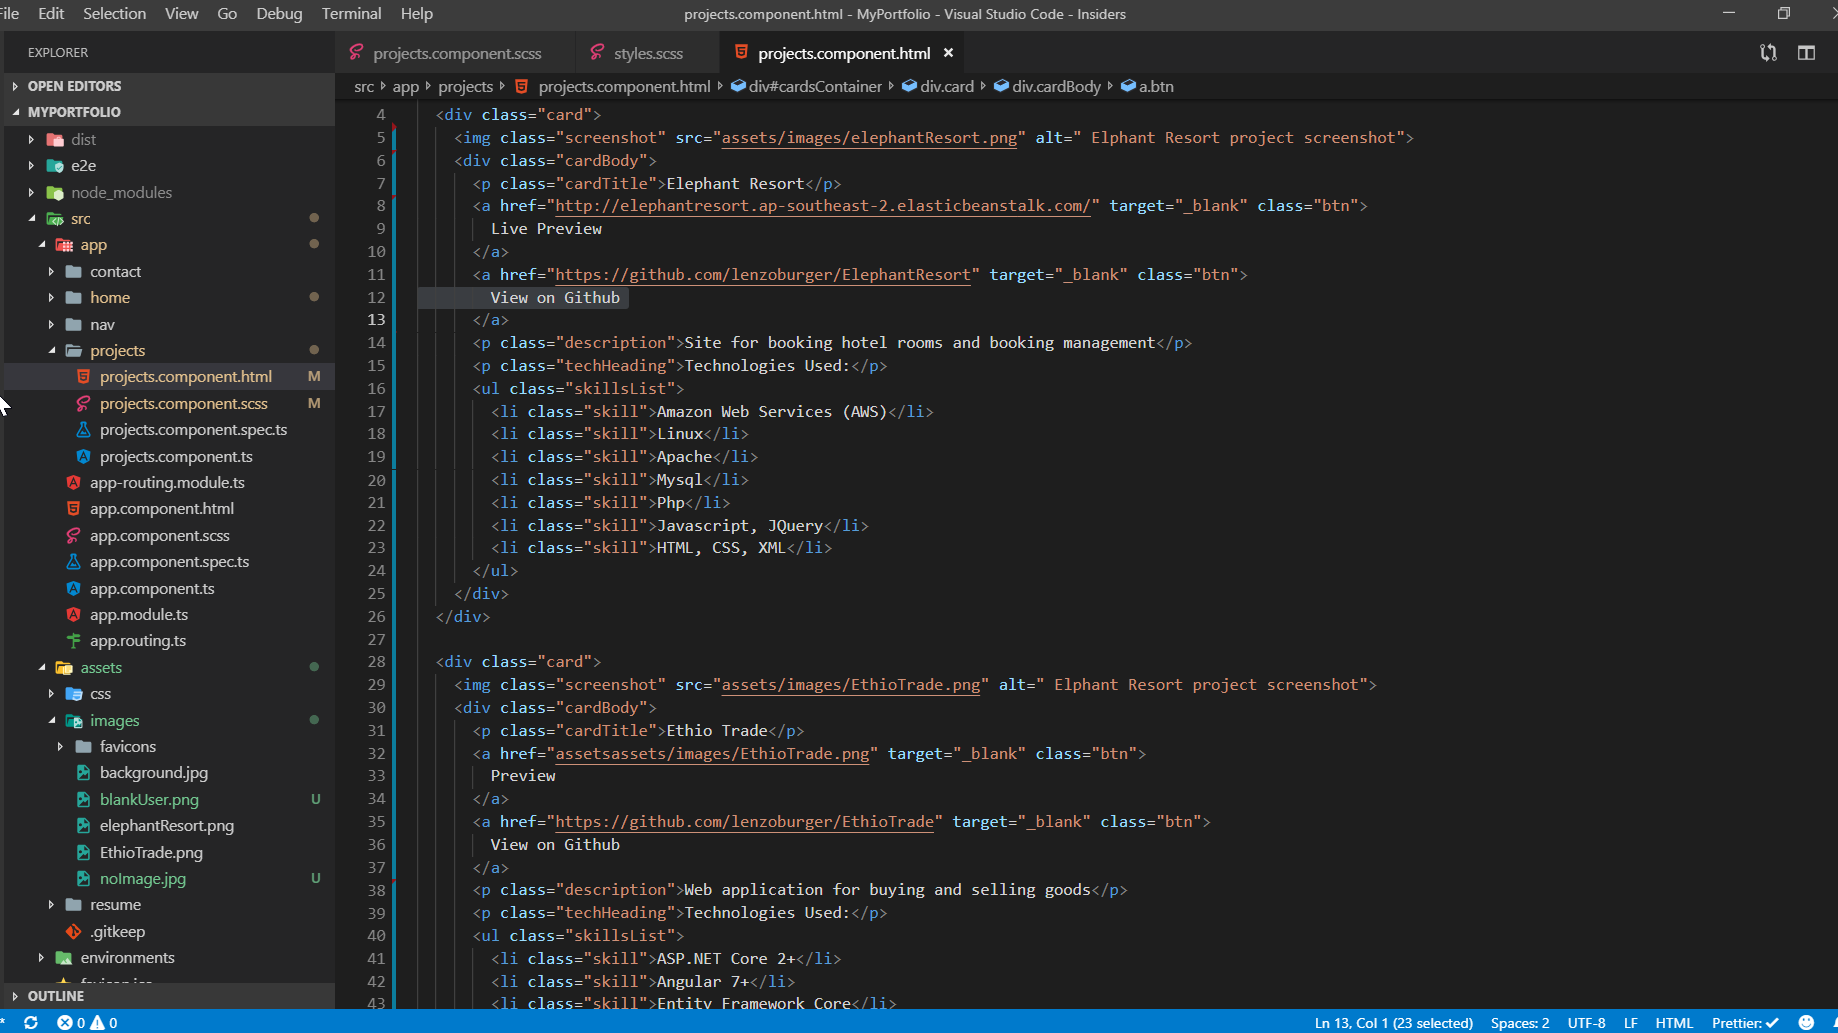 File Edit Selection View Go Debug Terminal Help
projects.component.html - MyPortfolio - Visual Studio Code - Insiders
EXPLORER
OPEN EDITORS
MYPORTFOLIO
dist
e2e
node_modules
src
app
contact
home
nav
projects
projects.component.html M
projects.component.scss M
projects.component.spec.ts
projects.component.ts
app-routing.module.ts
app.component.html
app.component.scss
app.component.spec.ts
app.component.ts
app.module.ts
app.routing.ts
assets
css
images
favicons
background.jpg
blankUser.png U
elephantResort.png
EthioTrade.png
noImage.jpg U
resume
.gitkeep
environments
favicon.ico
OUTLINE
projects.component.scss styles.scss projects.component.html ×
src app projects projects.component.html div#cardsContainer div.card div.cardBody a.btn
4 <div class="card">
5 <img class="screenshot" src="assets/images/elephantResort.png" alt=" Elphant Resort project screenshot">
6 <div class="cardBody">
7 <p class="cardTitle">Elephant Resort</p>
8 <a href="http://elephantresort.ap-southeast-2.elasticbeanstalk.com/" target="_blank" class="btn">
9 Live Preview
10 </a>
11 <a href="https://github.com/lenzoburger/ElephantResort" target="_blank" class="btn">
12 View on Github
13 </a>
14 <p class="description">Site for booking hotel rooms and booking management</p>
15 <p class="techHeading">Technologies Used:</p>
16 <ul class="skillsList">
17 <li class="skill">Amazon Web Services (AWS)</li>
18 <li class="skill">Linux</li>
19 <li class="skill">Apache</li>
20 <li class="skill">Mysql</li>
21 <li class="skill">Php</li>
22 <li class="skill">Javascript, JQuery</li>
23 <li class="skill">HTML, CSS, XML</li>
24 </ul>
25 </div>
26 </div>
27
28 <div class="card">
29 <img class="screenshot" src="assets/images/EthioTrade.png" alt=" Elphant Resort project screenshot">
30 <div class="cardBody">
31 <p class="cardTitle">Ethio Trade</p>
32 <a href="assetsassets/images/EthioTrade.png" target="_blank" class="btn">
33 Preview
34 </a>
35 <a href="https://github.com/lenzoburger/EthioTrade" target="_blank" class="btn">
36 View on Github
37 </a>
38 <p class="description">Web application for buying and selling goods</p>
39 <p class="techHeading">Technologies Used:</p>
40 <ul class="skillsList">
41 <li class="skill">ASP.NET Core 2+</li>
42 <li class="skill">Angular 7+</li>
43 <li class="skill">Entity Framework Core</li>
* 0 0 Ln 13, Col 1 (23 selected) Spaces: 2 UTF-8 LF HTML Prettier: ✓